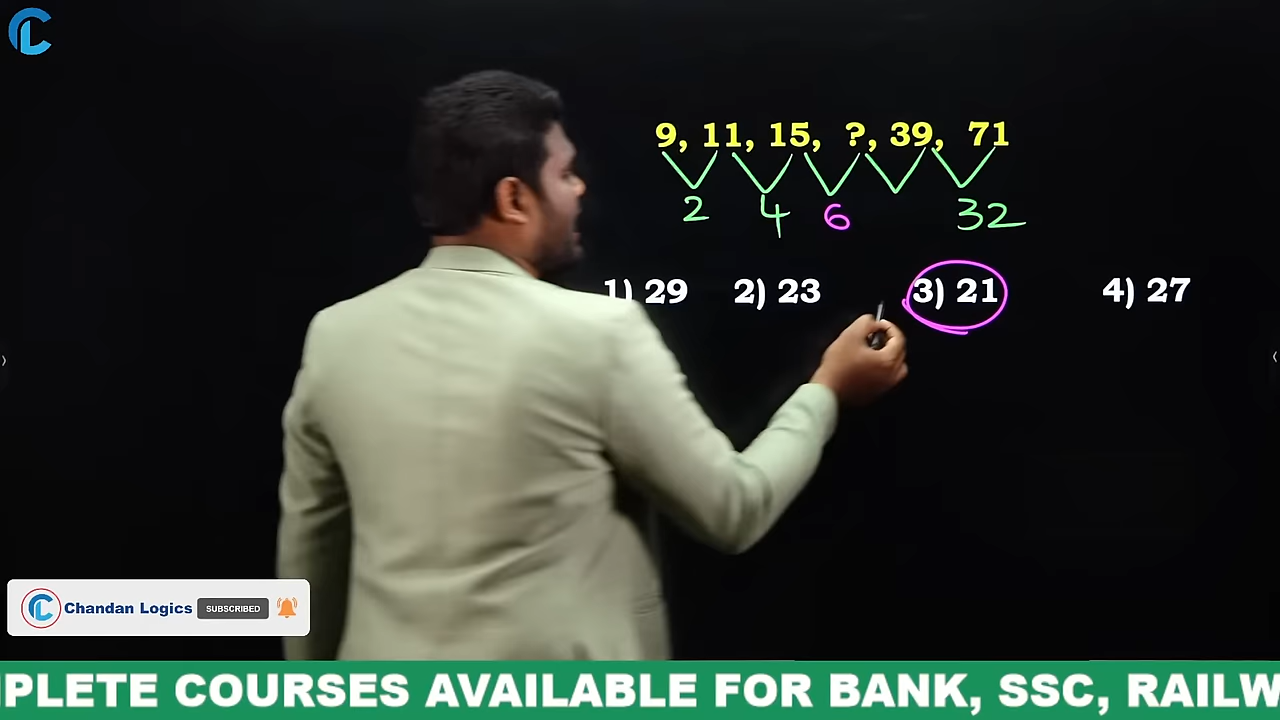 9, 11, 15, ?, 39, 71
2 4 6 32
1) 29 2) 23 3) 21 4) 27
Chandan Logics SUBSCRIBED
MPLETE COURSES AVAILABLE FOR BANK, SSC, RAILW